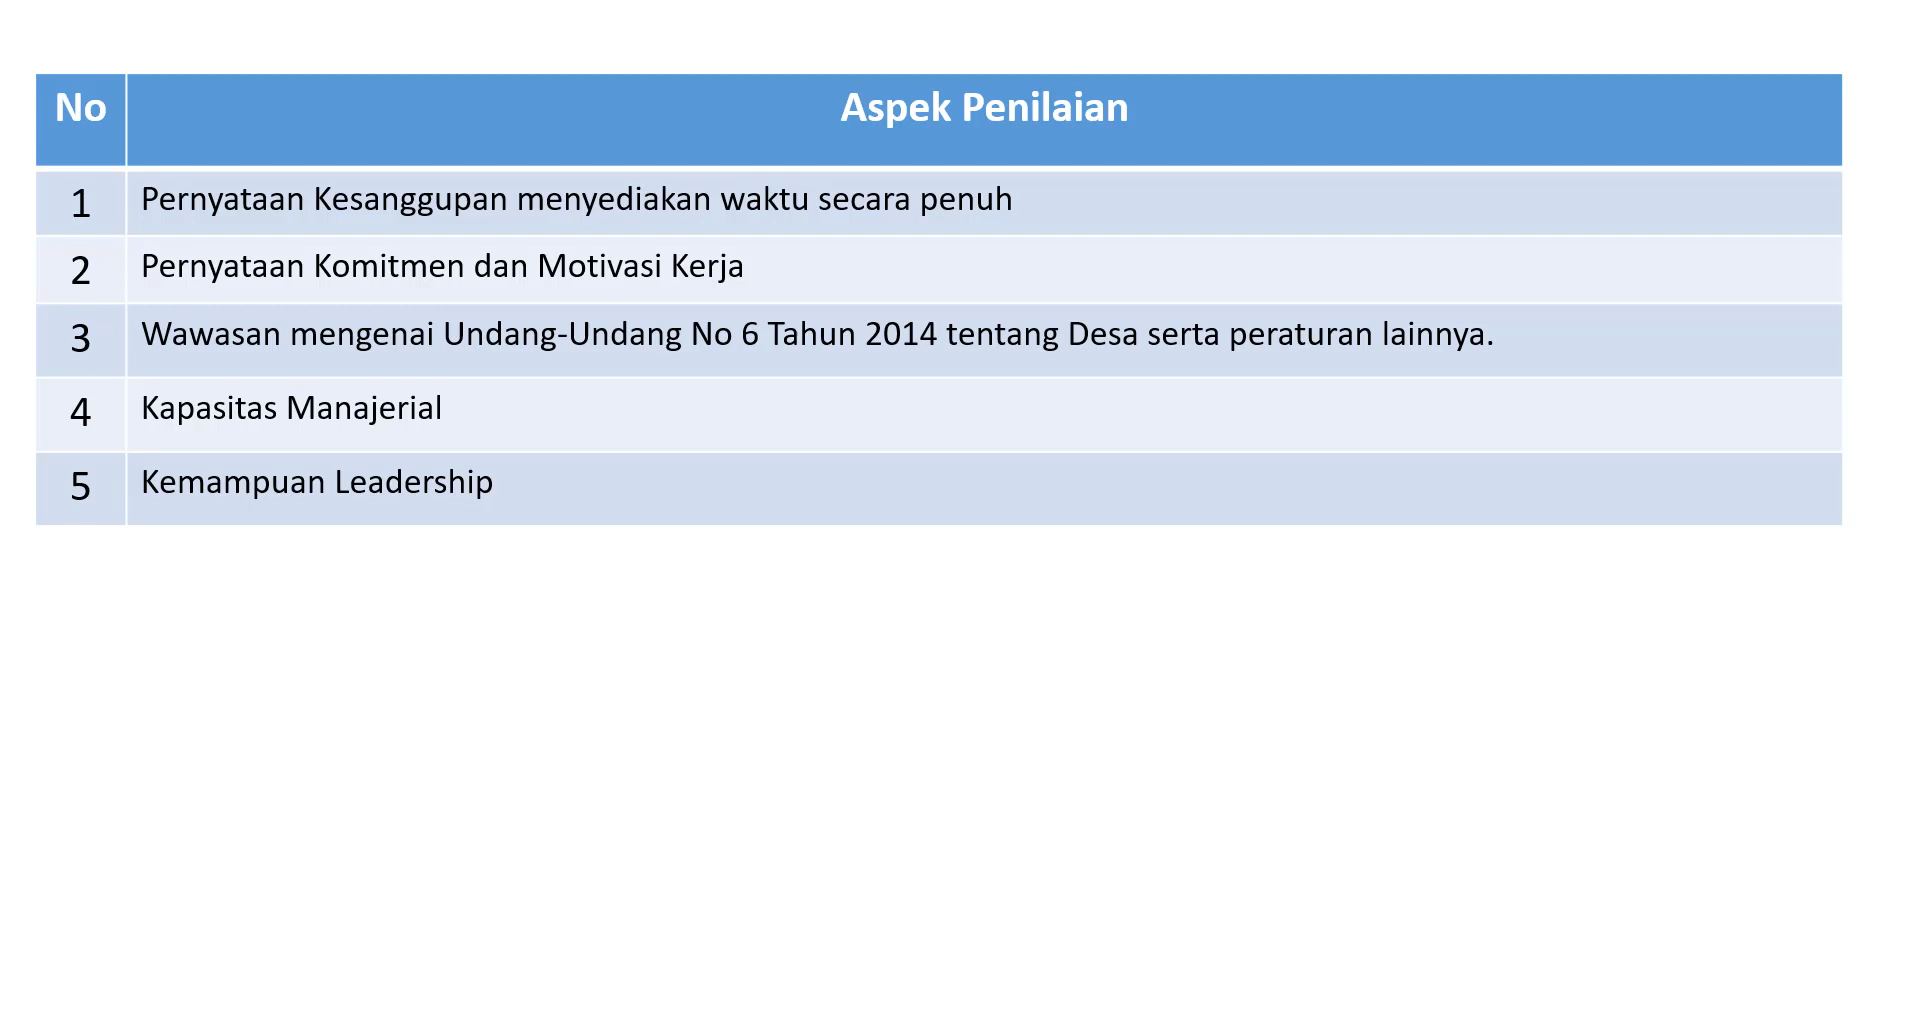 No Aspek Penilaian
1 Pernyataan Kesanggupan menyediakan waktu secara penuh
2 Pernyataan Komitmen dan Motivasi Kerja
3 Wawasan mengenai Undang-Undang No 6 Tahun 2014 tentang Desa serta peraturan lainnya.
4 Kapasitas Manajerial
5 Kemampuan Leadership